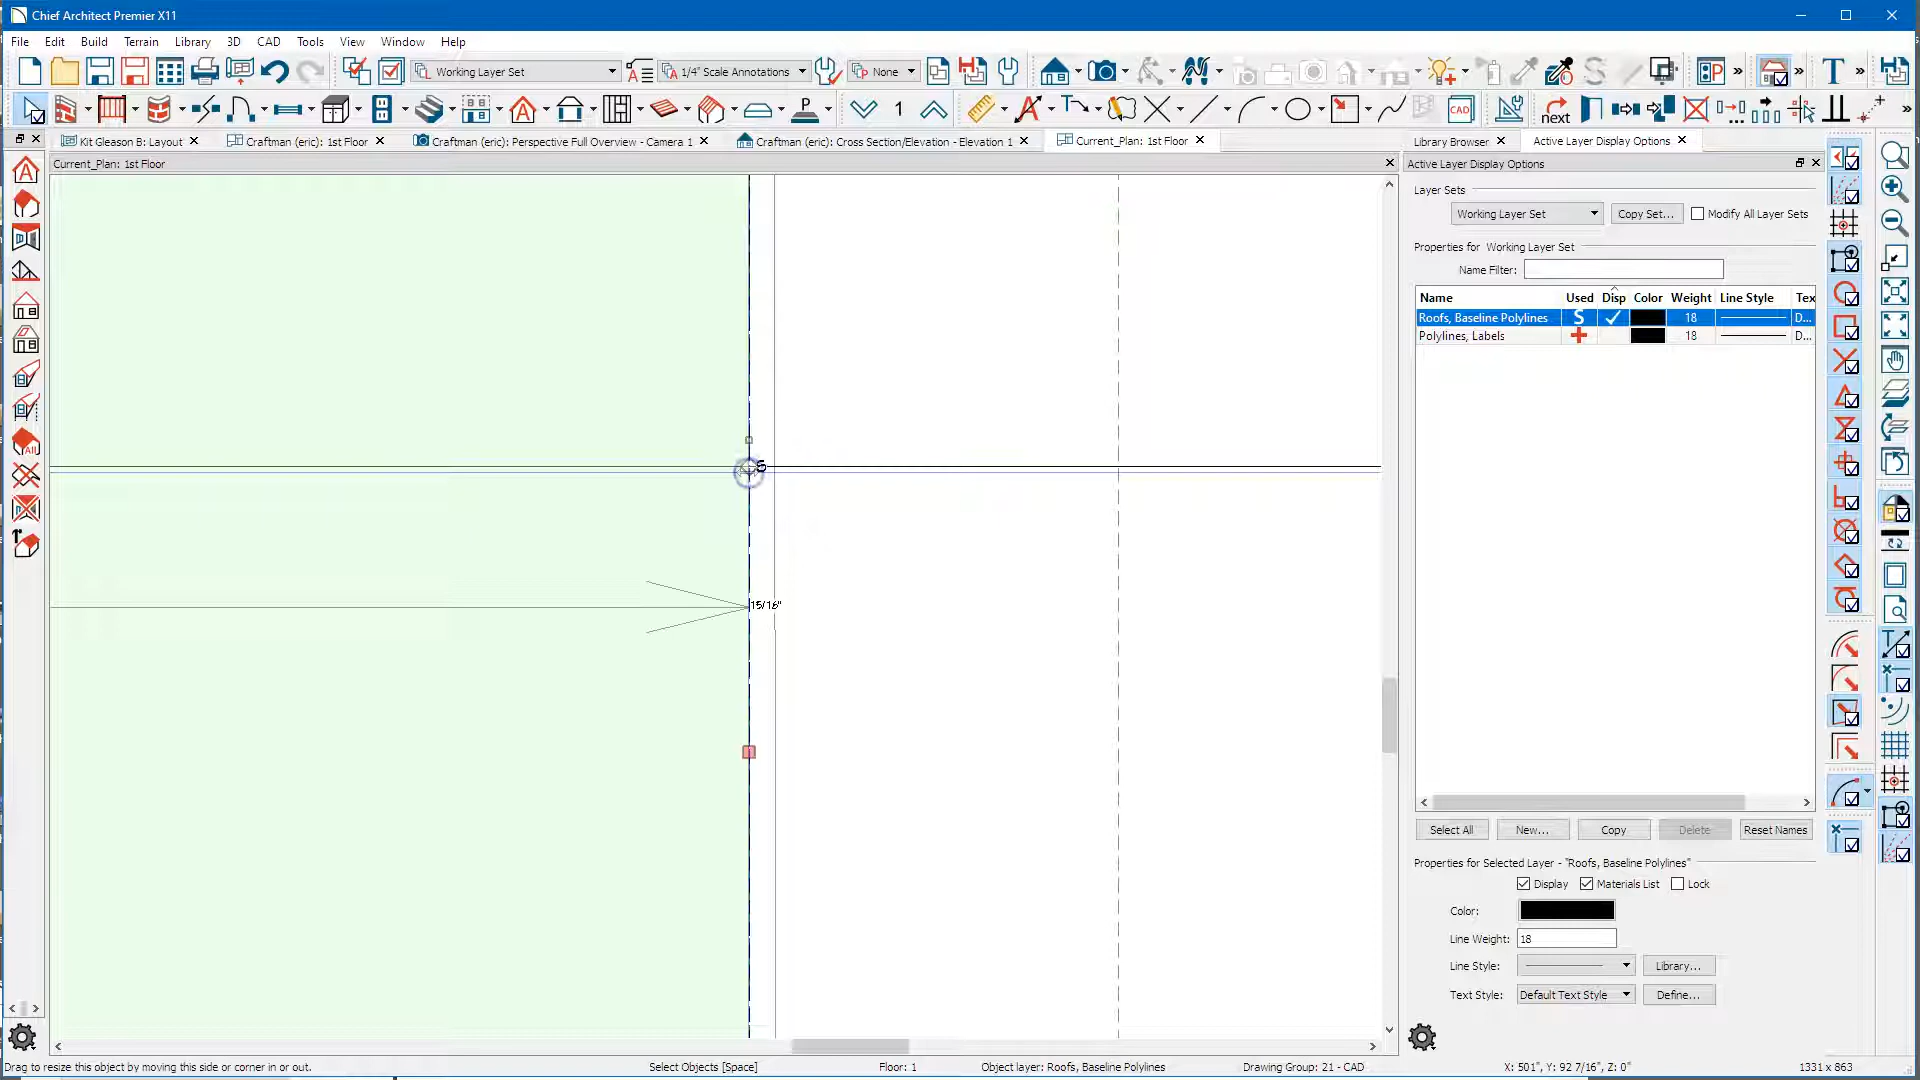 Chief Architect Premier X11
File Edit Build Terrain Library 3D CAD Tools View Window Help
Working Layer Set
1/4" Scale Annotations
None
1
next
CAD
Kit Gleason B: Layout
Craftman (eric): 1st Floor
Craftman (eric): Perspective Full Overview - Camera 1
Craftman (eric): Cross Section/Elevation - Elevation 1
Current_Plan: 1st Floor
Library Browser
Active Layer Display Options
Current_Plan: 1st Floor
Active Layer Display Options
Layer Sets
Working Layer Set
Copy Set...
Modify All Layer Sets
Properties for Working Layer Set
Name Filter:
Name Used Disp Color Weight Line Style Tex
Roofs, Baseline Polylines S 18 D...
Polylines, Labels 18 D...
S
15/16"
Select All New... Copy Delete Reset Names
Properties for Selected Layer - "Roofs, Baseline Polylines"
Display Materials List Lock
Color:
Line Weight: 18
Line Style: Library...
Text Style: Default Text Style Define...
Drag to resize this object by moving this side or corner in or out.
Select Objects [Space]
Floor: 1
Object layer: Roofs, Baseline Polylines
Drawing Group: 21 - CAD
X: 501", Y: 92 7/16", Z: 0"
1331 x 863